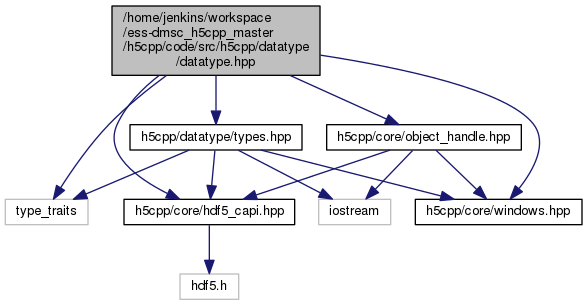 /home/jenkins/workspace
/ess-dmsc_h5cpp_master
/h5cpp/code/src/h5cpp/datatype
/datatype.hpp
h5cpp/datatype/types.hpp
h5cpp/core/object_handle.hpp
type_traits
h5cpp/core/hdf5_capi.hpp
iostream
h5cpp/core/windows.hpp
hdf5.h